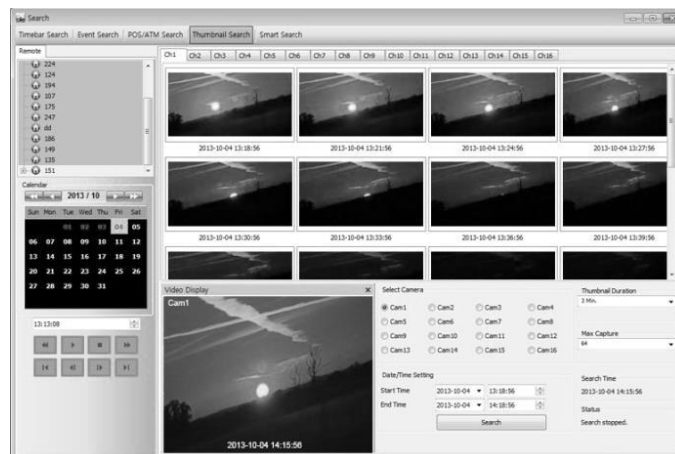 Search
Timebar Search Event Search POS/ATM Search Thumbnail Search Smart Search
Remote
224
124
194
107
175
247
dd
186
149
135
151
Calendar
2013 / 10
Sun Mon Tue Wed Thu Fri Sat
01 02 03 04 05
06 07 08 09 10 11 12
13 14 15 16 17 18 19
20 21 22 23 24 25 26
27 28 29 30 31
13:13:08
Ch1 Ch2 Ch3 Ch4 Ch5 Ch6 Ch7 Ch8 Ch9 Ch10 Ch11 Ch12 Ch13 Ch14 Ch15 Ch16
2013-10-04 13:18:56 2013-10-04 13:21:56 2013-10-04 13:24:56 2013-10-04 13:27:56
2013-10-04 13:30:56 2013-10-04 13:33:56 2013-10-04 13:36:56 2013-10-04 13:39:56
Video Display
Cam1
2013-10-04 14:15:56
Select Camera
Cam1 Cam2 Cam3 Cam4
Cam5 Cam6 Cam7 Cam8
Cam9 Cam10 Cam11 Cam12
Cam13 Cam14 Cam15 Cam16
Date/Time Setting
Start Time 2013-10-04 13:18:56
End Time 2013-10-04 14:18:56
Search
Thumbnail Duration
3 Min.
Max Capture
64
Search Time
2013-10-04 14:15:56
Status
Search stopped.